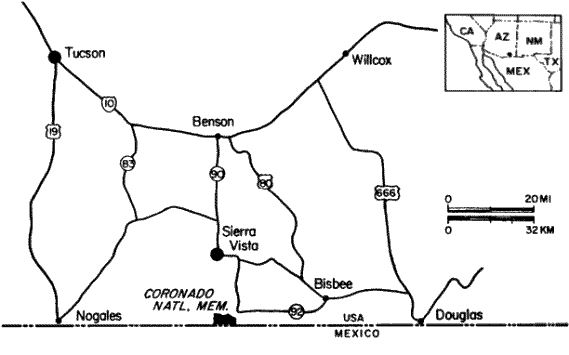 Tucson
10
19
83
Benson
90
80
Willcox
666
CA
AZ
NM
TX
MEX
0 20 MI
0 32 KM
Sierra
Vista
CORONADO
NATL. MEM.
92
Bisbee
Nogales
Douglas
USA
MEXICO